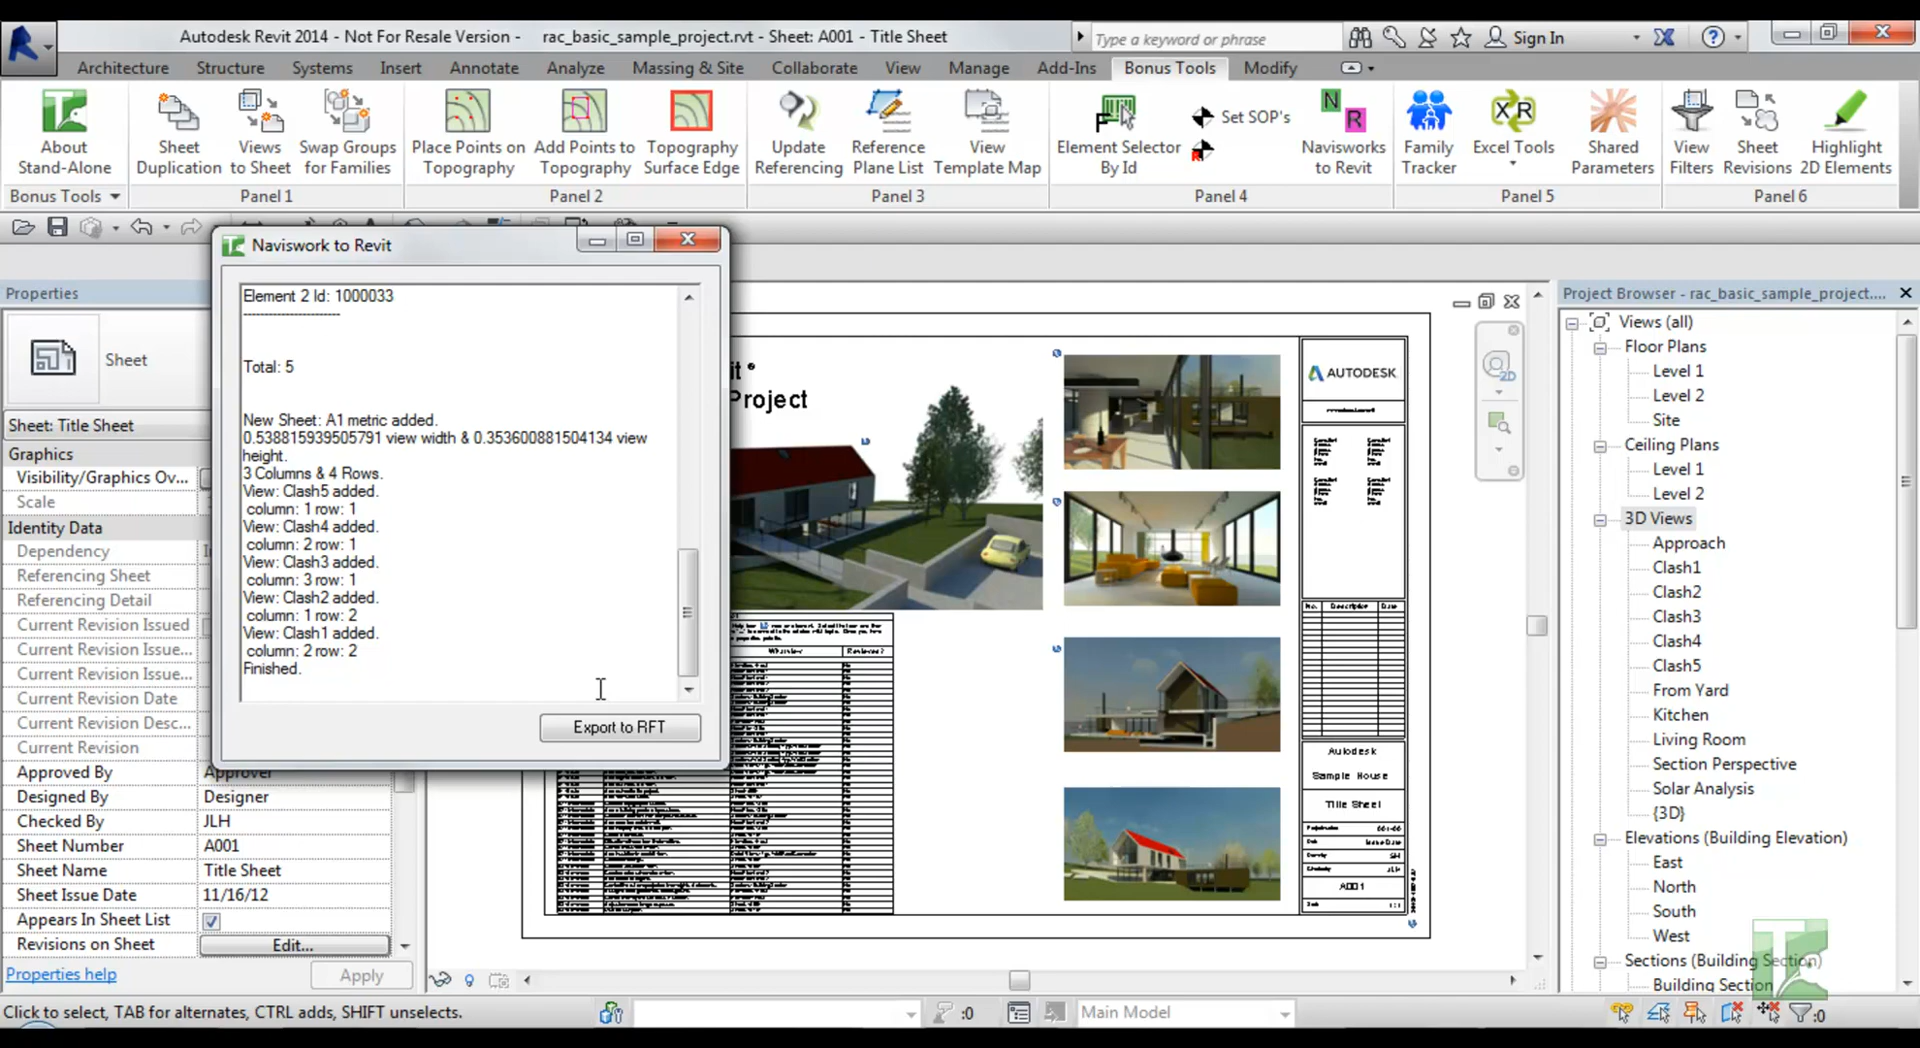 Autodesk Revit 2014 - Not For Resale Version - rac_basic_sample_project.rvt - Sheet: A001 - Title Sheet
Type a keyword or phrase
Sign In
Architecture Structure Systems Insert Annotate Analyze Massing & Site Collaborate View Manage Add-Ins Bonus Tools Modify
About Stand-Alone
Sheet Duplication
Views to Sheet
Swap Groups for Families
Place Points on Topography
Add Points to Topography
Topography Surface Edge
Update Referencing
Reference Plane List
View Template Map
Element Selector By Id
Set SOP's
Navisworks to Revit
Family Tracker
Excel Tools
Shared Parameters
View Filters
Sheet Revisions
Highlight 2D Elements
Bonus Tools Panel 1 Panel 2 Panel 3 Panel 4 Panel 5 Panel 6
Naviswork to Revit
Element 2 Id: 1000033
-----------------------
Total: 5
New Sheet: A1 metric added.
0.538815939505791 view width & 0.353600881504134 view
height.
3 Columns & 4 Rows.
View: Clash5 added.
column: 1 row: 1
View: Clash4 added.
column: 2 row: 1
View: Clash3 added.
column: 3 row: 1
View: Clash2 added.
column: 1 row: 2
View: Clash1 added.
column: 2 row: 2
Finished.
Export to RFT
Properties
Sheet
Sheet: Title Sheet
Graphics
Visibility/Graphics Ov...
Scale
Identity Data
Dependency
Referencing Sheet
Referencing Detail
Current Revision Issued
Current Revision Issue...
Current Revision Issue...
Current Revision Date
Current Revision Desc...
Current Revision
Approved By Approver
Designed By Designer
Checked By JLH
Sheet Number A001
Sheet Name Title Sheet
Sheet Issue Date 11/16/12
Appears In Sheet List
Revisions on Sheet Edit...
Properties help
Apply
it ®
Project
AUTODESK
No. Description Date
Autodesk
Sample House
Title Sheet
A001
Project Browser - rac_basic_sample_project....
Views (all)
Floor Plans
Level 1
Level 2
Site
Ceiling Plans
Level 1
Level 2
3D Views
Approach
Clash1
Clash2
Clash3
Clash4
Clash5
From Yard
Kitchen
Living Room
Section Perspective
Solar Analysis
{3D}
Elevations (Building Elevation)
East
North
South
West
Sections (Building Section)
Building Section
Click to select, TAB for alternates, CTRL adds, SHIFT unselects.
:0
Main Model
:0